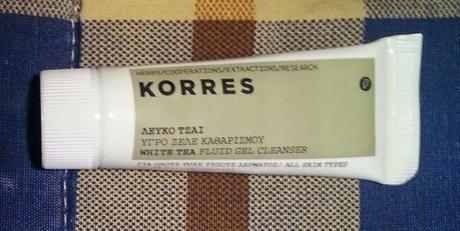 HERBS/COOPERATIONS/EXTRACTIONS/RESEARCH
KORRES
ΛΕΥΚΟ ΤΣΑΙ
ΥΓΡΟ ΖΕΛΕ ΚΑΘΑΡΙΣΜΟΥ
WHITE TEA FLUID GEL CLEANSER
ΓΙΑ ΟΛΟΥΣ ΤΟΥΣ ΤΥΠΟΥΣ ΔΕΡΜΑΤΟΣ/ ALL SKIN TYPES